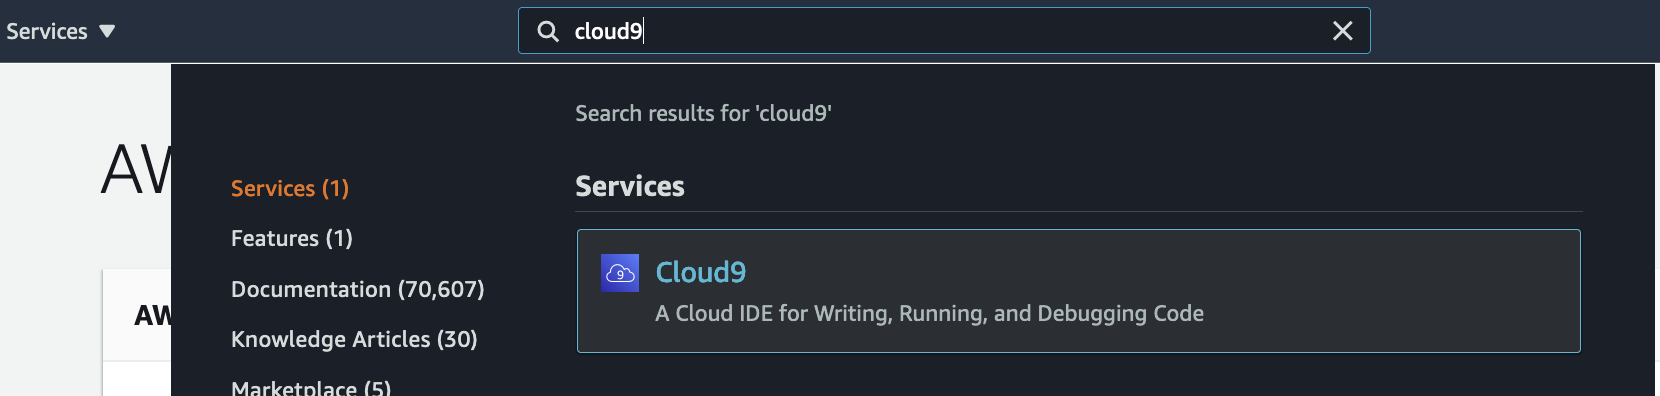 Services
cloud9
Search results for 'cloud9'
AW
AW
Services (1)
Features (1)
Documentation (70,607)
Knowledge Articles (30)
Marketplace (5)
Services
9
Cloud9
A Cloud IDE for Writing, Running, and Debugging Code